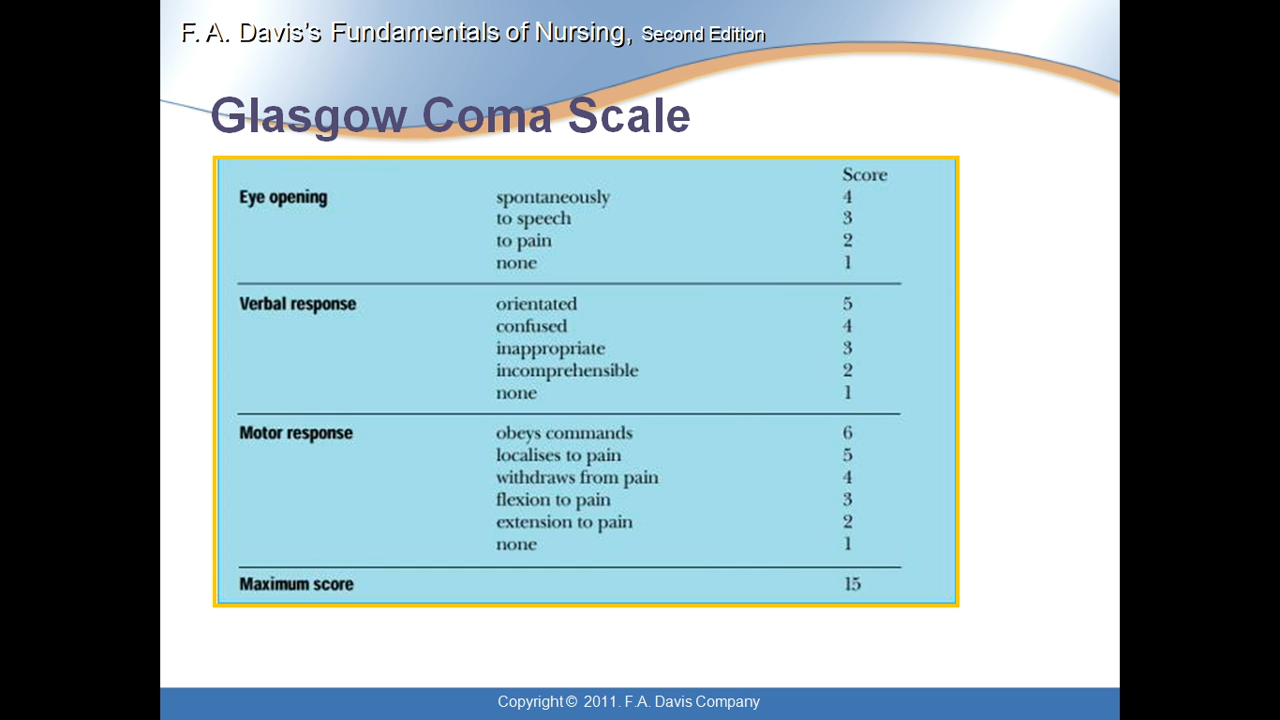 F. A. Davis's Fundamentals of Nursing, Second Edition
Glasgow Coma Scale
Score
Eye opening spontaneously 4
to speech 3
to pain 2
none 1
Verbal response orientated 5
confused 4
inappropriate 3
incomprehensible 2
none 1
Motor response obeys commands 6
localises to pain 5
withdraws from pain 4
flexion to pain 3
extension to pain 2
none 1
Maximum score 15
Copyright © 2011. F.A. Davis Company